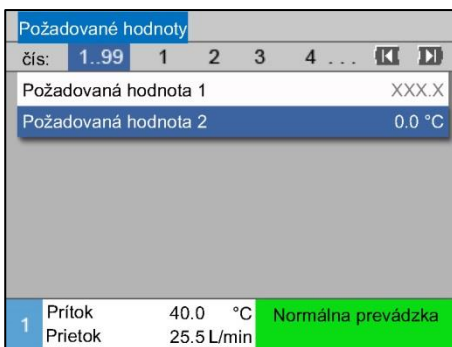 Požadované hodnoty
čís: 1..99 1 2 3 4 ...
Požadovaná hodnota 1 XXX.X
Požadovaná hodnota 2 0.0 °C
1
Prítok 40.0 °C
Prietok 25.5 L/min
Normálna prevádzka